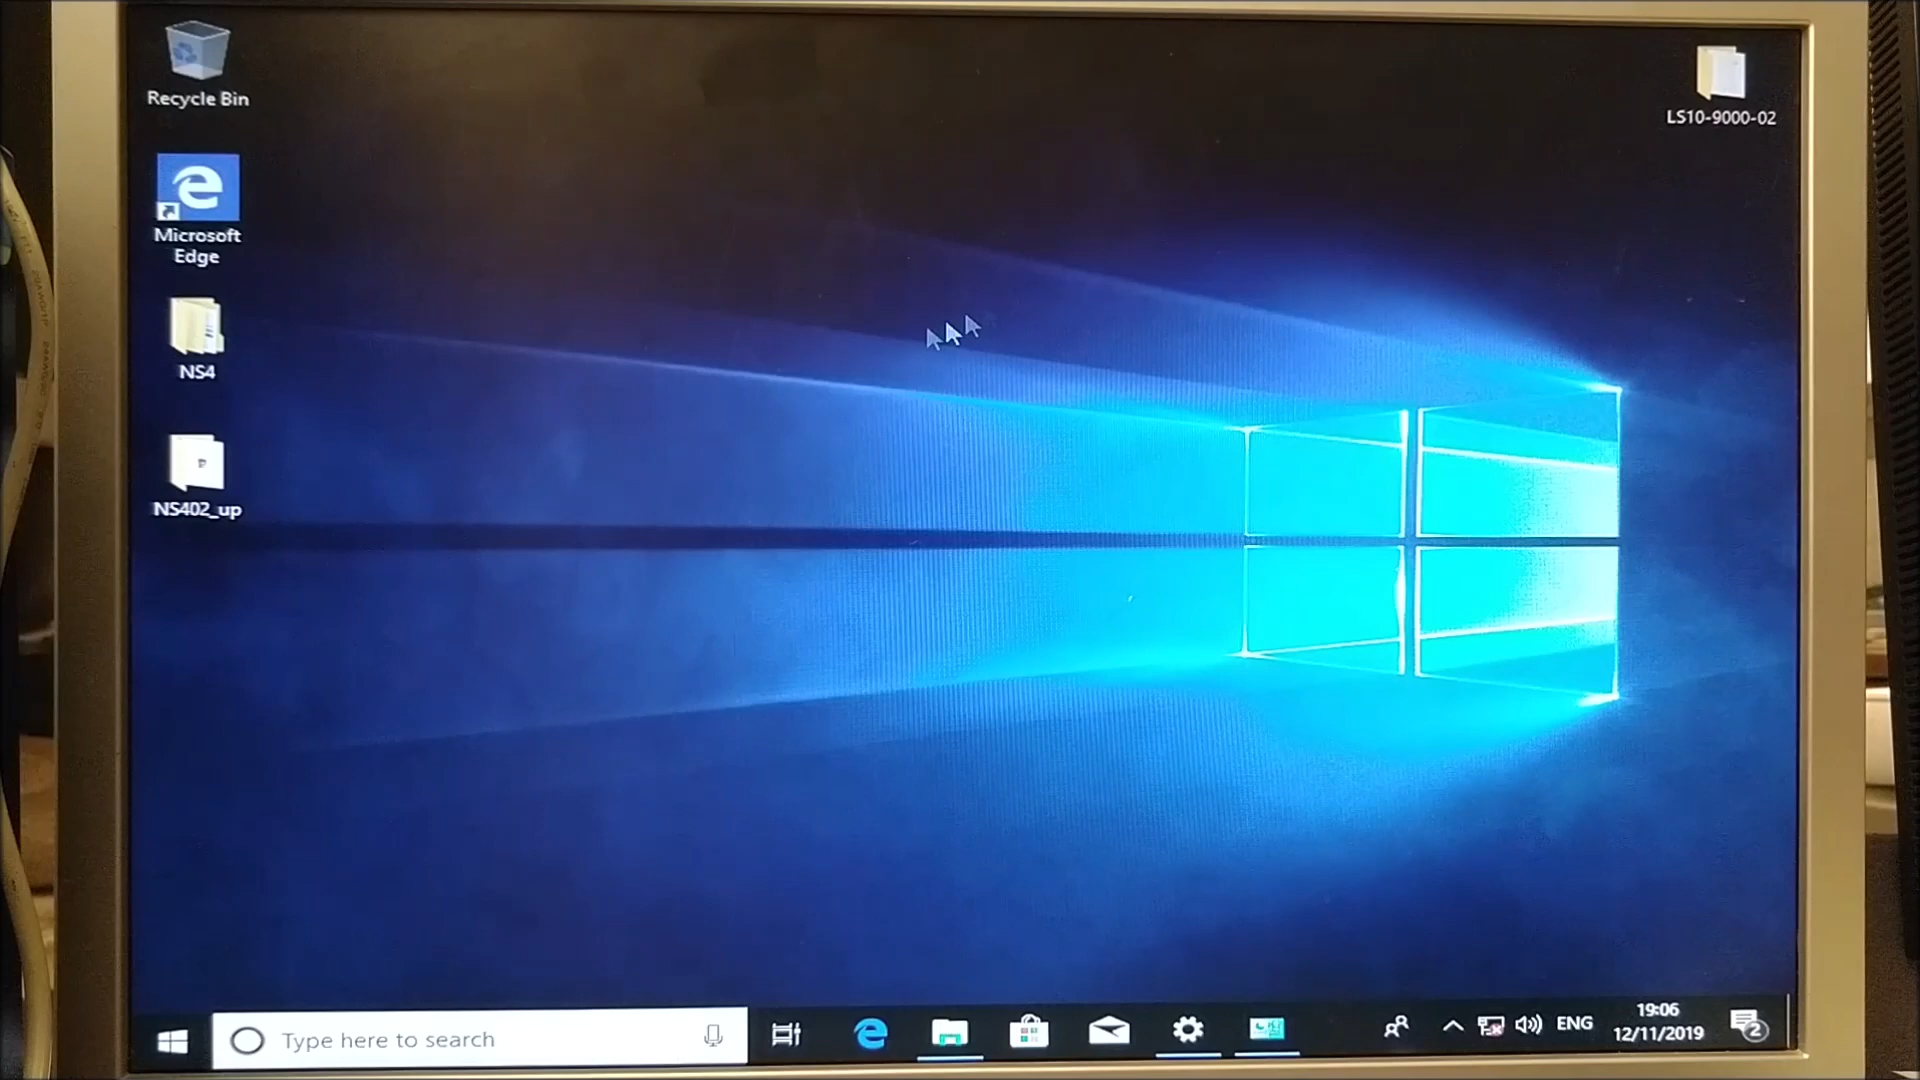 Recycle Bin
LS10-9000-02
Microsoft
Edge
NS4
NS402_up
Type here to search
ENG
19:06
12/11/2019
2